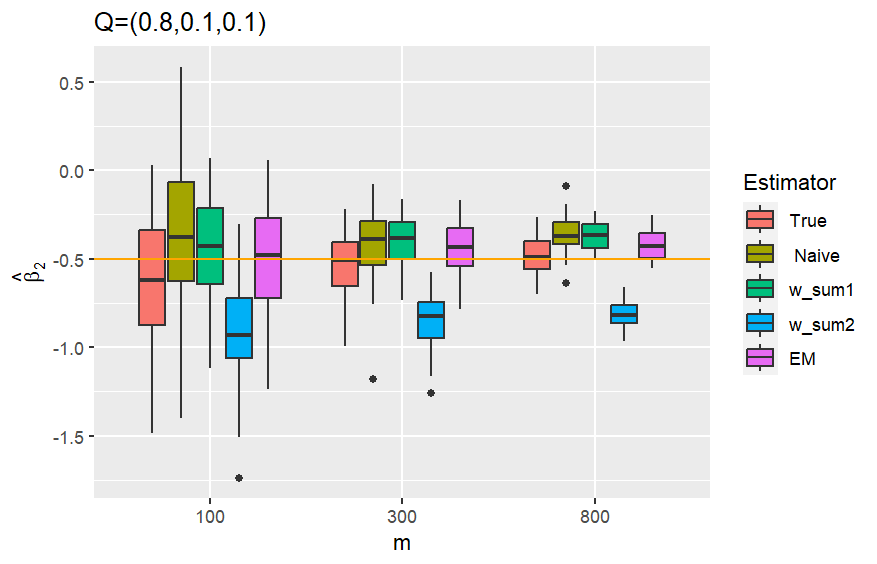 Q=(0.8,0.1,0.1)
0.5
0.0
-0.5
-1.0
-1.5
β̂₂
100
300
800
m
Estimator
True
Naive
w_sum1
w_sum2
EM